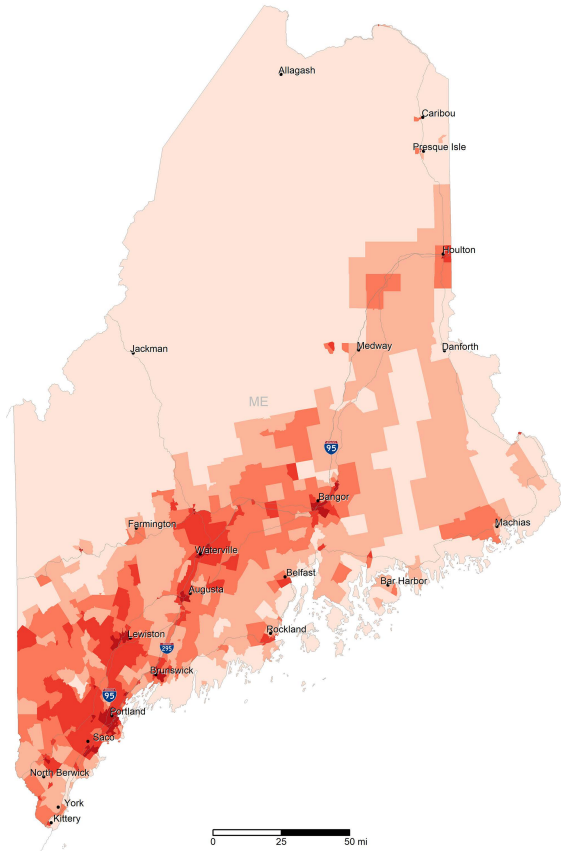 Allagash
Caribou
Presque Isle
Houlton
Jackman
Medway
Danforth
ME
95
Bangor
Farmington
Machias
Waterville
Belfast
Bar Harbor
Augusta
Rockland
Lewiston
295
Brunswick
95
Portland
Saco
North Berwick
York
Kittery
0 25 50 mi